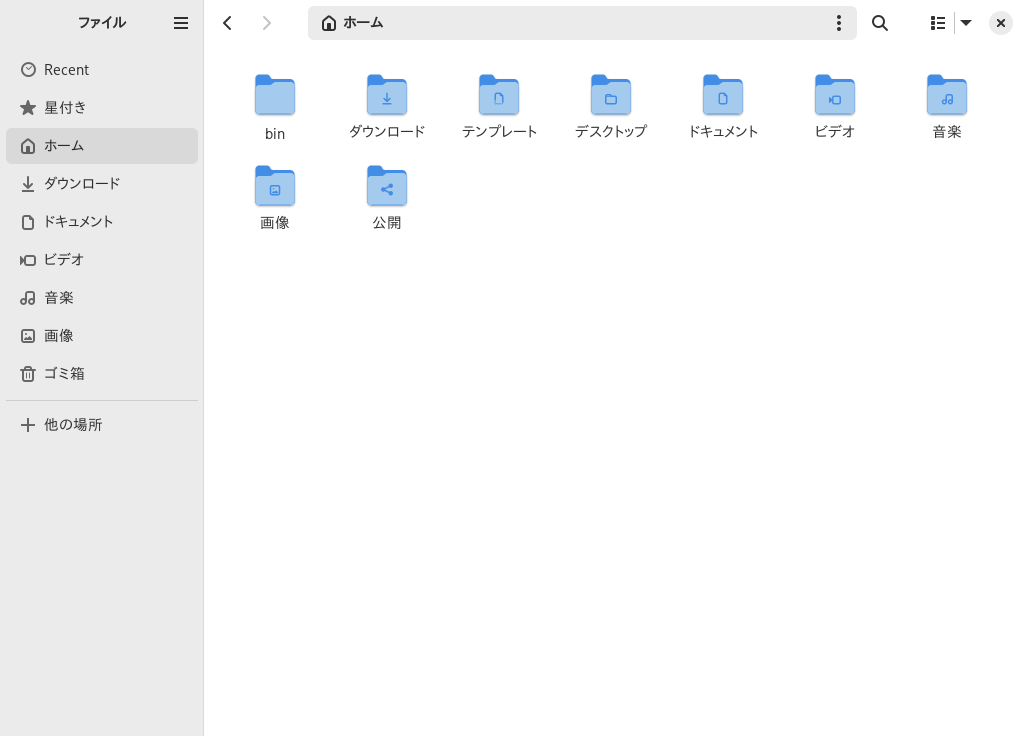 ファイル
ホーム
Recent
星付き
ホーム
ダウンロード
ドキュメント
ビデオ
音楽
画像
ゴミ箱
他の場所
bin
ダウンロード
テンプレート
デスクトップ
ドキュメント
ビデオ
音楽
画像
公開